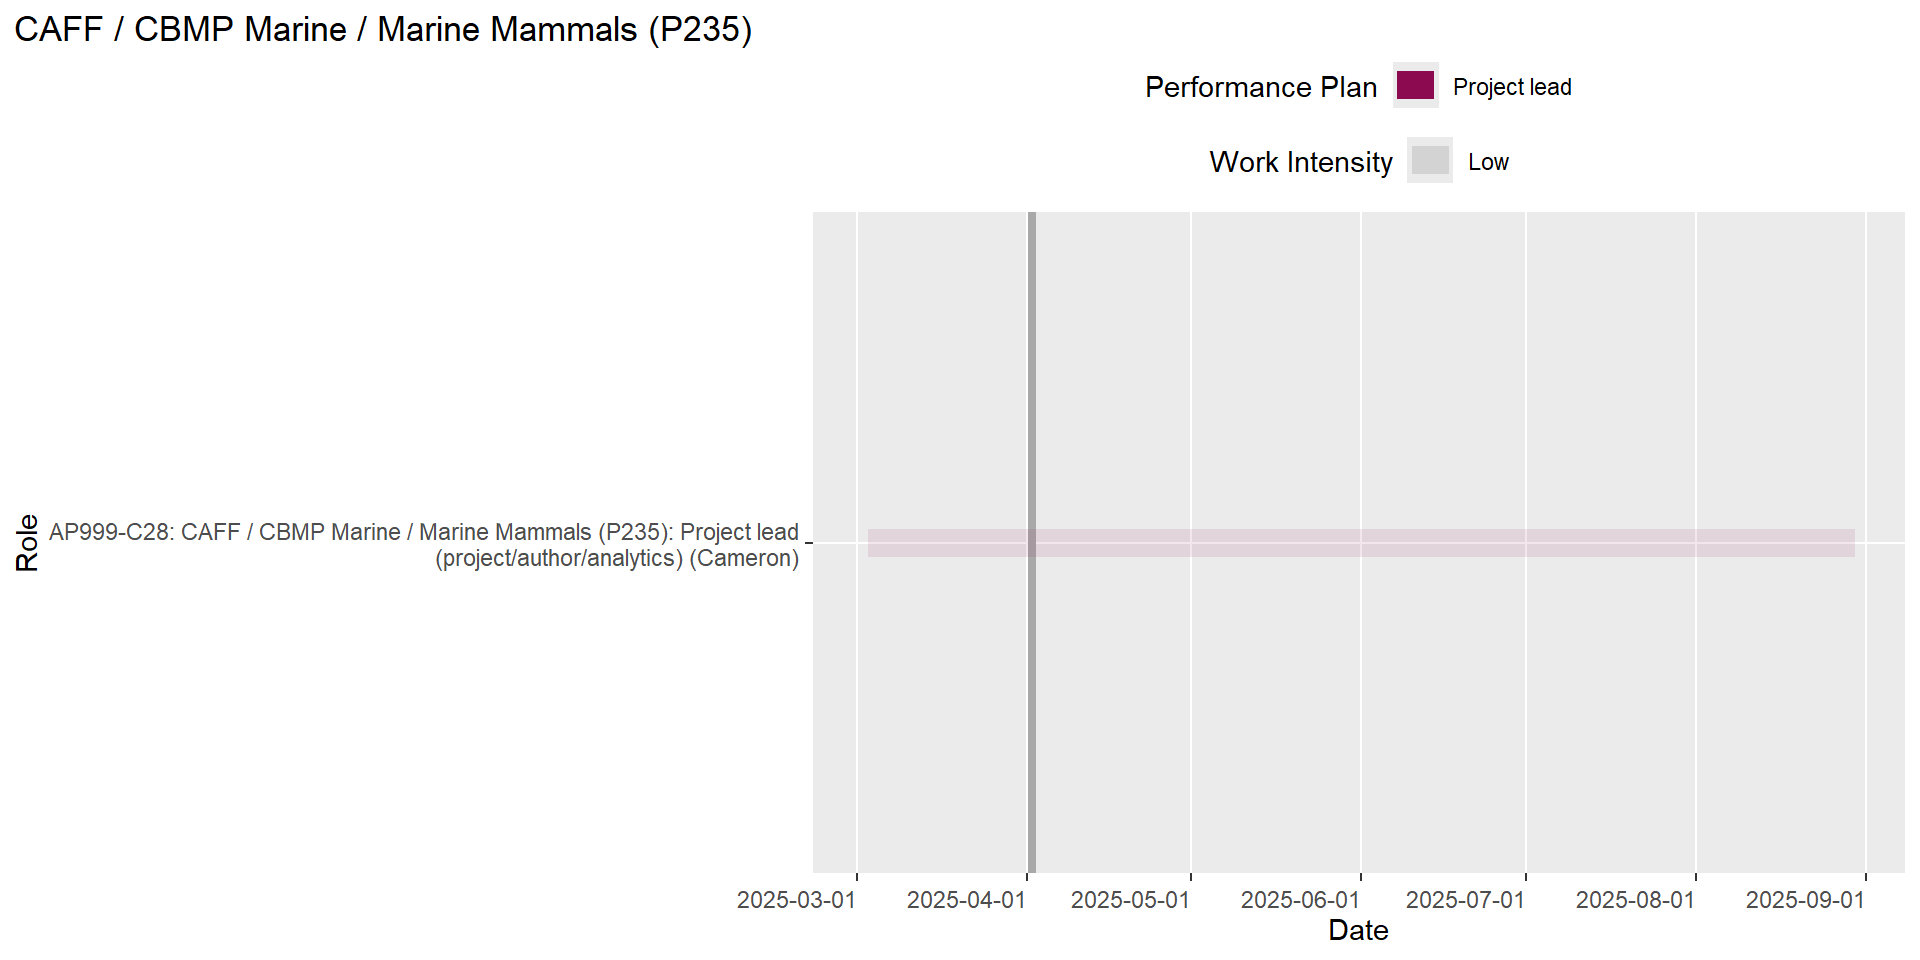 CAFF / CBMP Marine / Marine Mammals (P235)
Performance Plan
Project lead
Work Intensity
Low
Role
AP999-C28: CAFF / CBMP Marine / Marine Mammals (P235): Project lead
(project/author/analytics) (Cameron)
2025-03-01
2025-04-01
2025-05-01
2025-06-01
2025-07-01
2025-08-01
2025-09-01
Date